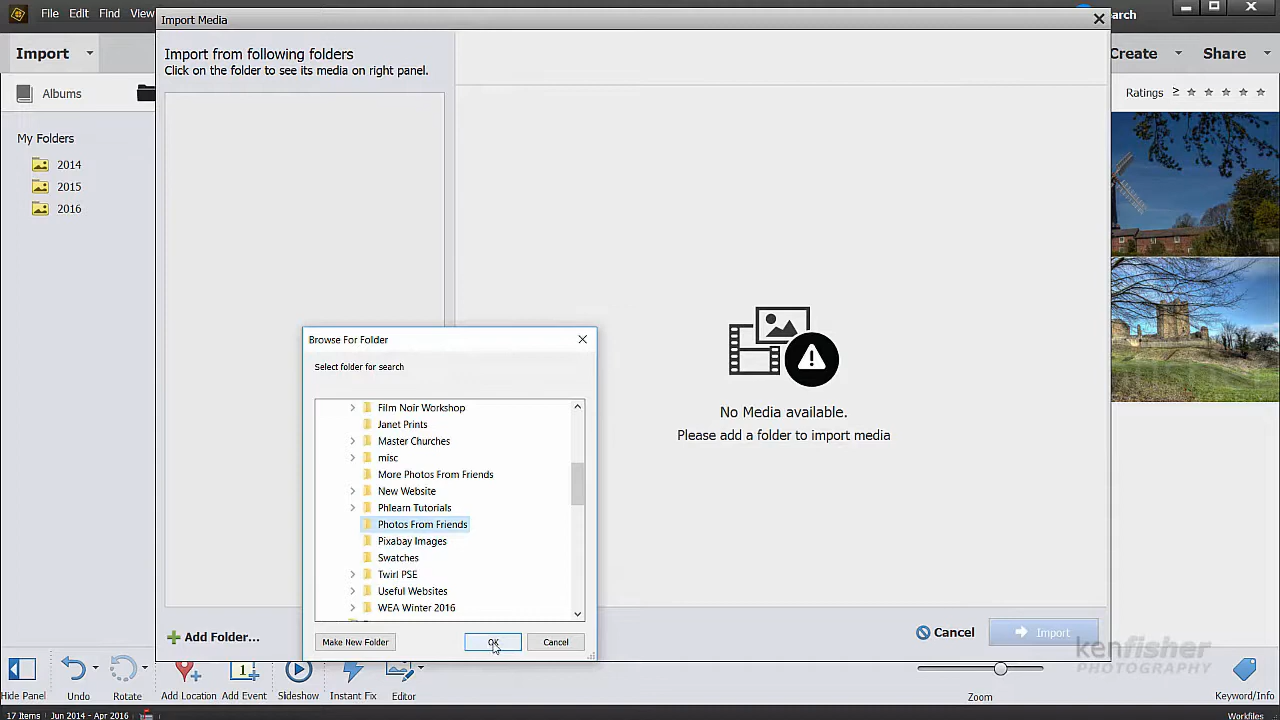 File Edit Find View
Import Media
arch
Import
Import from following folders
Click on the folder to see its media on right panel.
Create
Share
Albums
Ratings ≥
My Folders
2014
2015
2016
Browse For Folder
Select folder for search
Film Noir Workshop
Janet Prints
Master Churches
misc
More Photos From Friends
New Website
Phlearn Tutorials
Photos From Friends
Pixabay Images
Swatches
Twirl PSE
Useful Websites
WEA Winter 2016
Make New Folder
OK
Cancel
No Media available.
Please add a folder to import media
Add Folder...
Cancel
Import
kenfisher
PHOTOGRAPHY
Hide Panel
Undo
Rotate
Add Location
Add Event
Slideshow
Instant Fix
Editor
Zoom
Keyword/Info
17 Items Jun 2014 - Apr 2016
Workfiles